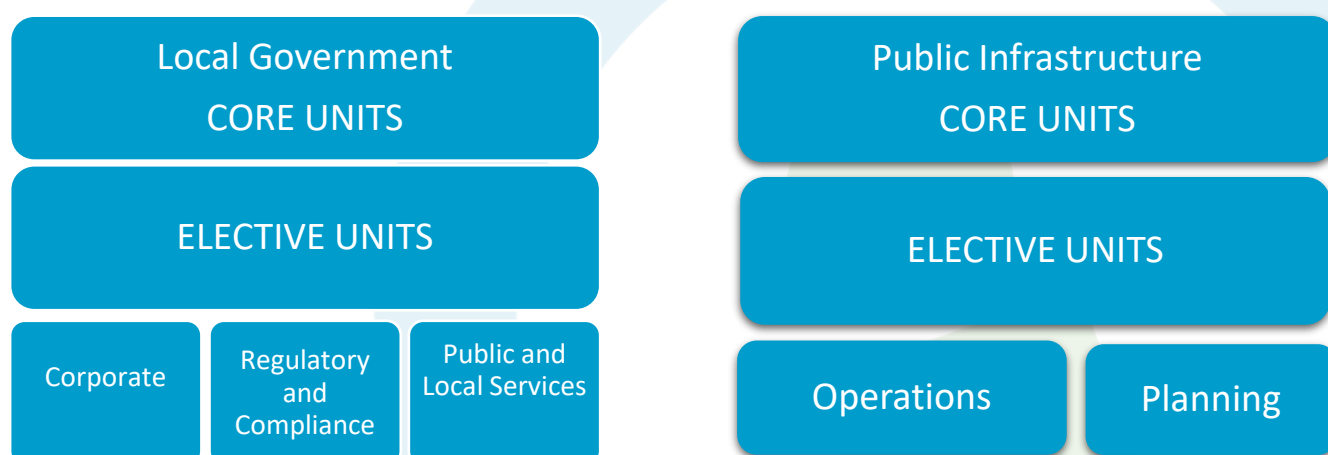 Local Government
CORE UNITS
ELECTIVE UNITS
Corporate
Regulatory
and
Compliance
Public and
Local Services
Public Infrastructure
CORE UNITS
ELECTIVE UNITS
Operations
Planning